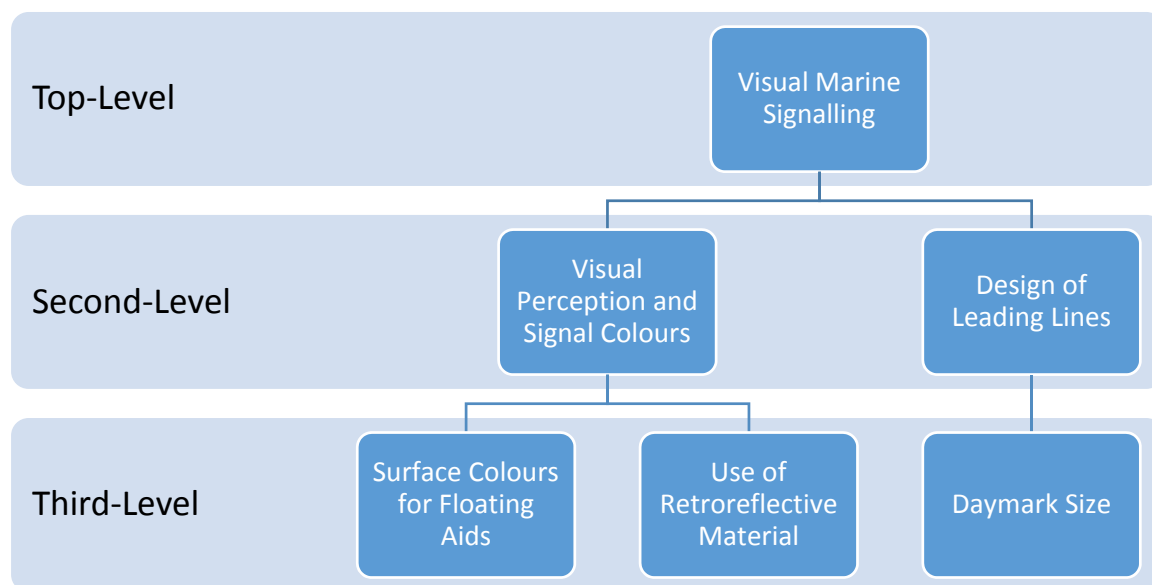 Top-Level
Visual Marine
Signalling
Second-Level
Visual
Perception and
Signal Colours
Design of
Leading Lines
Third-Level
Surface Colours
for Floating
Aids
Use of
Retroreflective
Material
Daymark Size